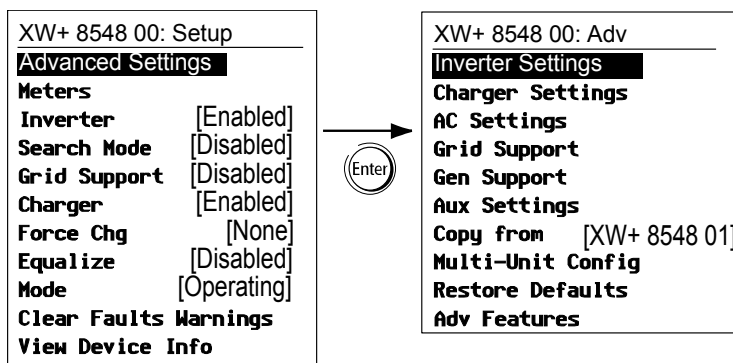 XW+ 8548 00: Setup
Advanced Settings
Meters
Inverter [Enabled]
Search Mode [Disabled]
Grid Support [Disabled]
Charger [Enabled]
Force Chg [None]
Equalize [Disabled]
Mode [Operating]
Clear Faults Warnings
View Device Info
Enter
XW+ 8548 00: Adv
Inverter Settings
Charger Settings
AC Settings
Grid Support
Gen Support
Aux Settings
Copy from [XW+ 8548 01]
Multi-Unit Config
Restore Defaults
Adv Features